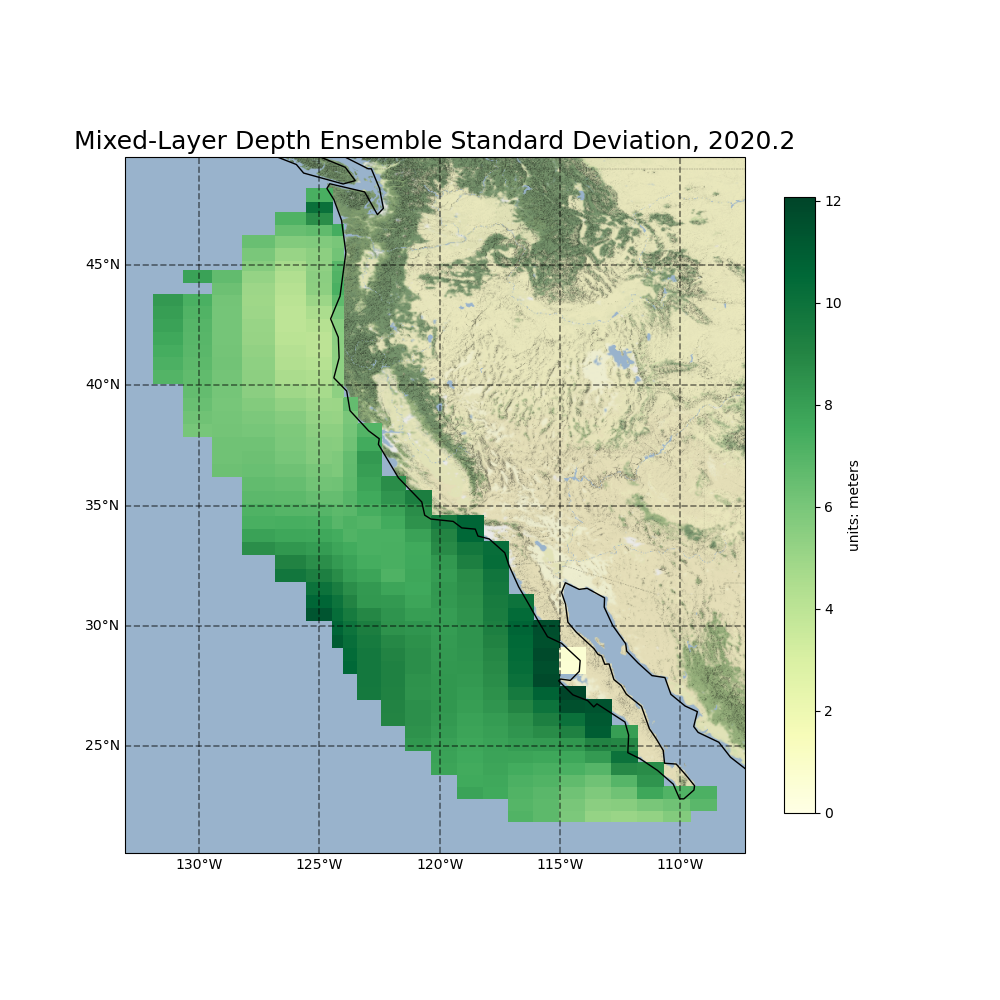 Mixed-Layer Depth Ensemble Standard Deviation, 2020.2
45°N
40°N
35°N
30°N
25°N
130°W 125°W 120°W 115°W 110°W
12
10
8
6
4
2
0
units: meters